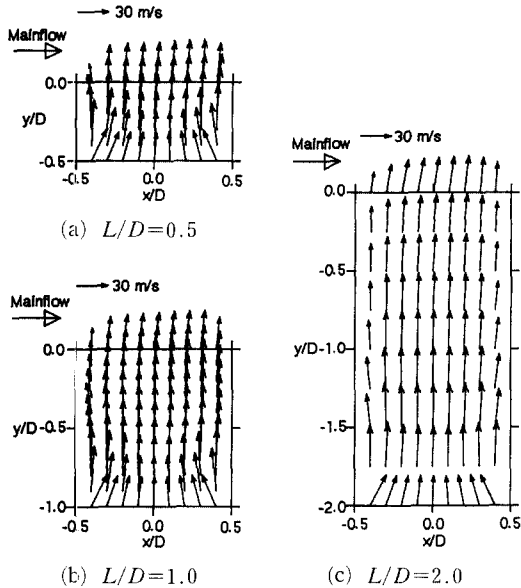 30 m/s
Mainflow
0.0
y/D
-0.5
-0.5 0.0 0.5
x/D
(a) L/D=0.5
30 m/s
Mainflow
0.0
y/D -0.5
-1.0
-0.5 0.0 0.5
x/D
(b) L/D=1.0
30 m/s
Mainflow
0.0
-0.5
y/D -1.0
-1.5
-2.0
-0.5 0.0 0.5
x/D
(c) L/D=2.0